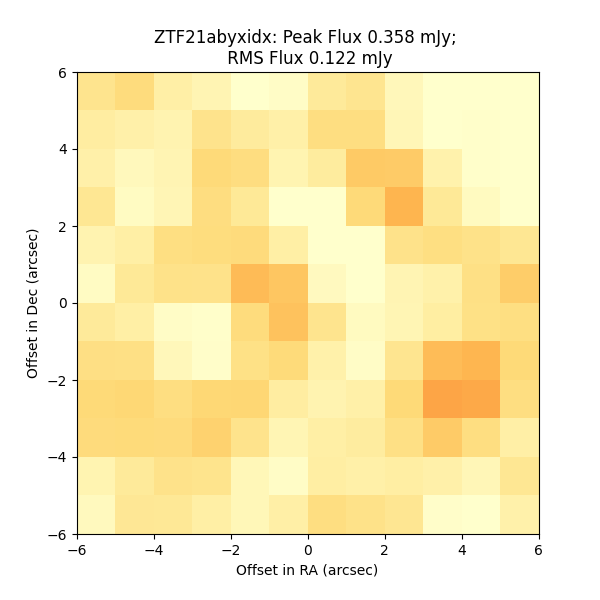 ZTF21abyxidx: Peak Flux 0.358 mJy;
RMS Flux 0.122 mJy
6
4
2
0
−2
−4
−6
Offset in Dec (arcsec)
−6 −4 −2 0 2 4 6
Offset in RA (arcsec)